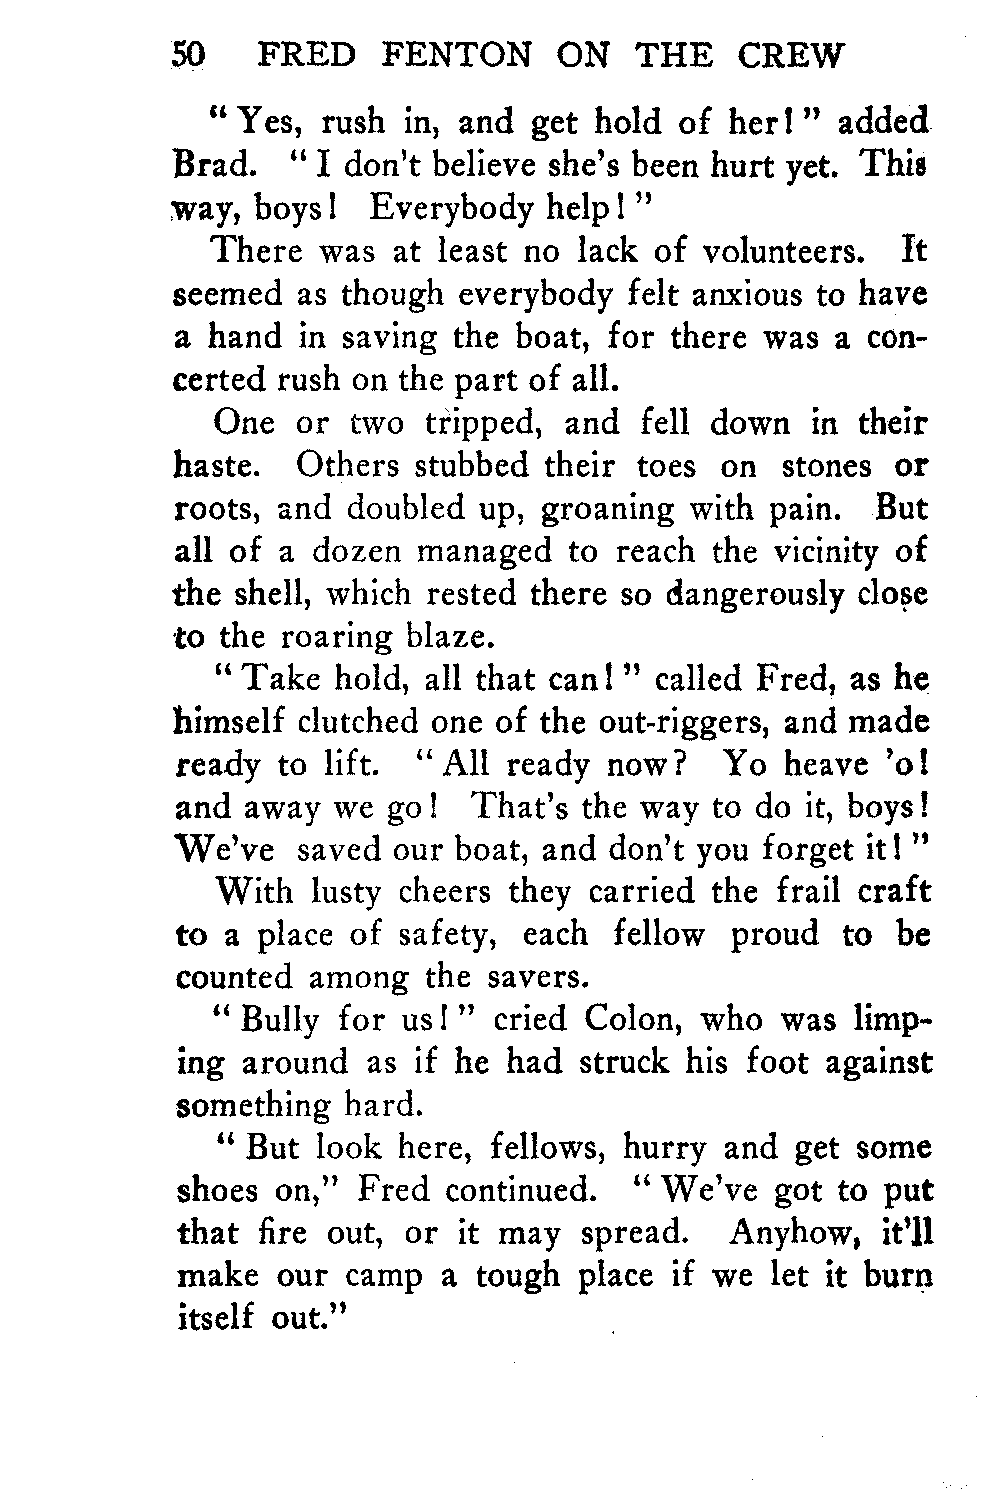 50 FRED FENTON ON THE CREW
“Yes, rush in, and get hold of her!” added
Brad. “I don't believe she's been hurt yet. This
way, boys! Everybody help!”
There was at least no lack of volunteers. It
seemed as though everybody felt anxious to have
a hand in saving the boat, for there was a con-
certed rush on the part of all.
One or two tripped, and fell down in their
haste. Others stubbed their toes on stones or
roots, and doubled up, groaning with pain. But
all of a dozen managed to reach the vicinity of
the shell, which rested there so dangerously close
to the roaring blaze.
“Take hold, all that can!” called Fred, as he
himself clutched one of the out-riggers, and made
ready to lift. “All ready now? Yo heave 'o!
and away we go! That's the way to do it, boys!
We've saved our boat, and don't you forget it!”
With lusty cheers they carried the frail craft
to a place of safety, each fellow proud to be
counted among the savers.
“Bully for us!” cried Colon, who was limp-
ing around as if he had struck his foot against
something hard.
“But look here, fellows, hurry and get some
shoes on,” Fred continued. “We've got to put
that fire out, or it may spread. Anyhow, it'll
make our camp a tough place if we let it burn
itself out.”